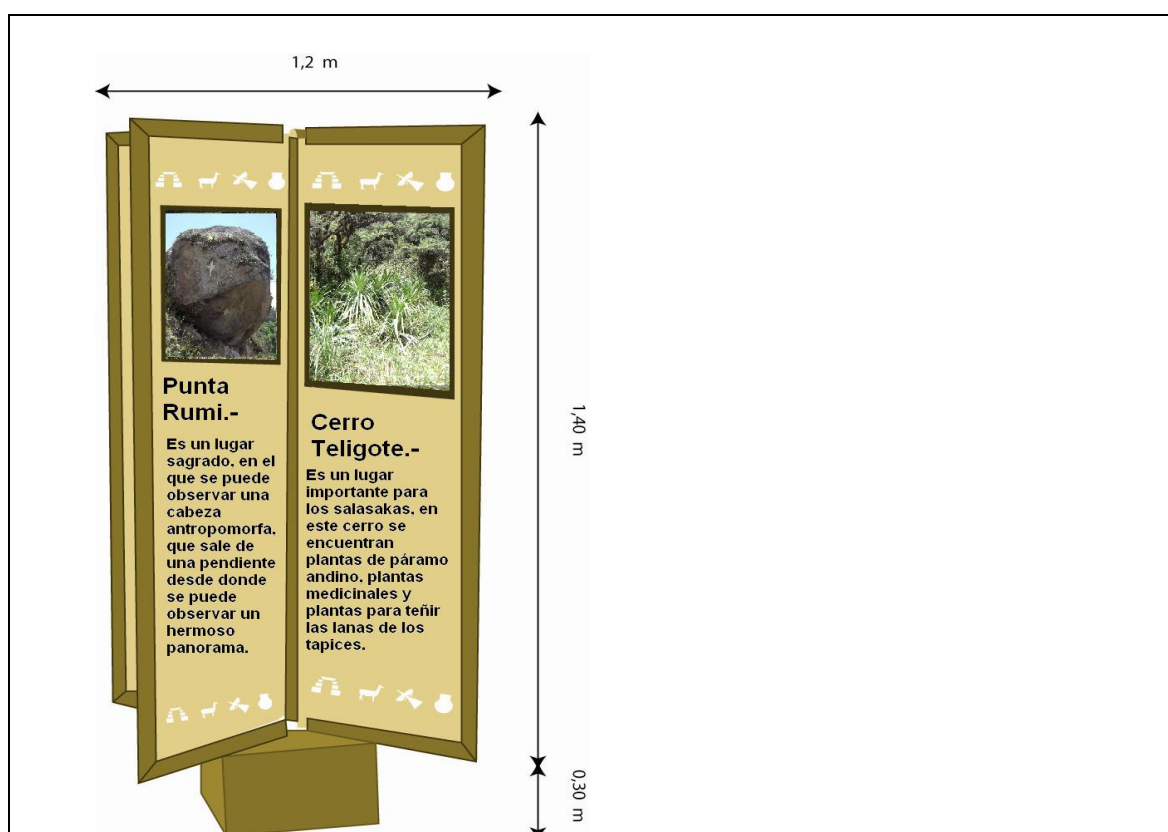 1,2 m
Punta
Rumi.-
Es un lugar
sagrado, en el
que se puede
observar una
cabeza
antropomorfa,
que sale de
una pendiente
desde donde
se puede
observar un
hermoso
panorama.
Cerro
Teligote.-
Es un lugar
importante para
los salasakas, en
este cerro se
encuentran
plantas de páramo
andino, plantas
medicinales y
plantas para teñir
las lanas de los
tapices.
1,40 m
0,30 m